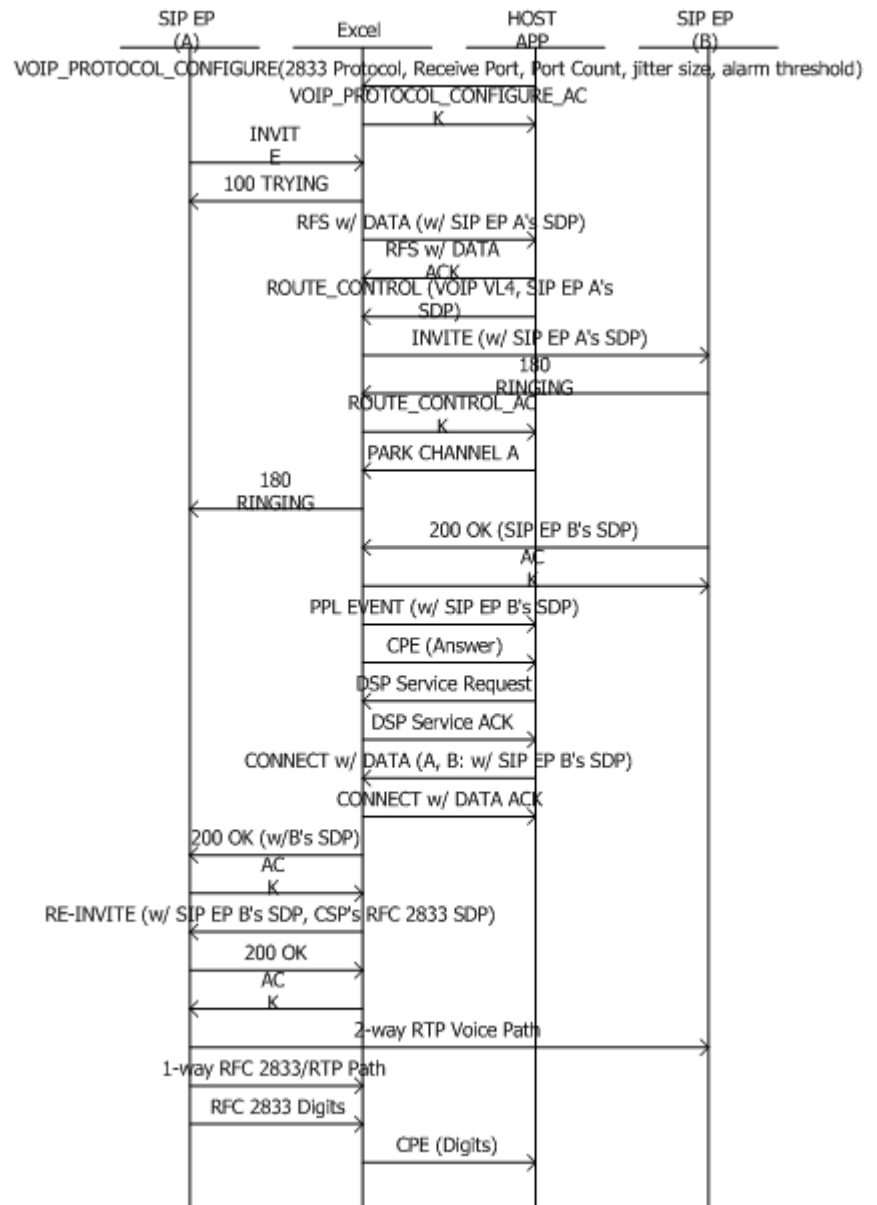 SIP EP
(A)
Excel
HOST
APP
SIP EP
(B)
VOIP_PROTOCOL_CONFIGURE(2833 Protocol, Receive Port, Port Count, jitter size, alarm threshold)
VOIP_PROTOCOL_CONFIGURE_AC
K
INVIT
E
100 TRYING
RFS w/ DATA (w/ SIP EP A's SDP)
RFS w/ DATA
ACK
ROUTE_CONTROL (VOIP VL4, SIP EP A's
SDP)
INVITE (w/ SIP EP A's SDP)
180
RINGING
ROUTE_CONTROL_AC
K
PARK CHANNEL A
180
RINGING
200 OK (SIP EP B's SDP)
AC
K
PPL EVENT (w/ SIP EP B's SDP)
CPE (Answer)
DSP Service Request
DSP Service ACK
CONNECT w/ DATA (A, B: w/ SIP EP B's SDP)
CONNECT w/ DATA ACK
200 OK (w/B's SDP)
AC
K
RE-INVITE (w/ SIP EP B's SDP, CSP's RFC 2833 SDP)
200 OK
AC
K
2-way RTP Voice Path
1-way RFC 2833/RTP Path
RFC 2833 Digits
CPE (Digits)